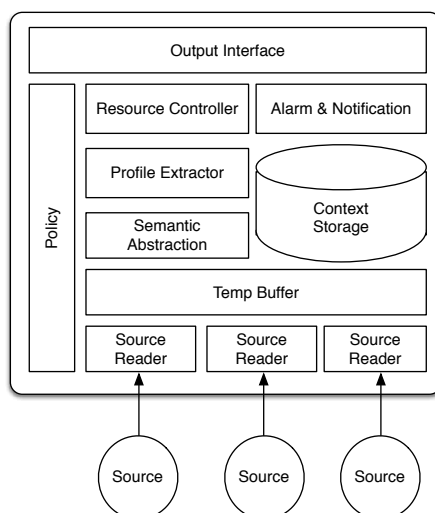 Output Interface
Resource Controller
Alarm & Notification
Policy
Profile Extractor
Semantic
Abstraction
Context
Storage
Temp Buffer
Source
Reader
Source
Reader
Source
Reader
Source
Source
Source